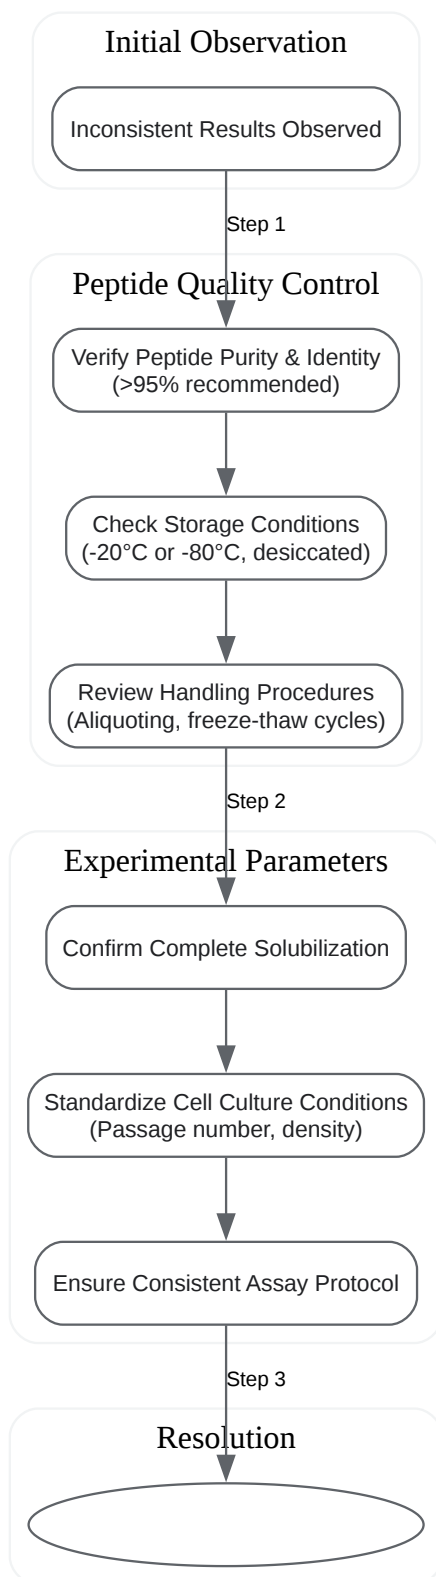 Initial Observation
Inconsistent Results Observed
Step 1
Peptide Quality Control
Verify Peptide Purity & Identity
(>95% recommended)
Check Storage Conditions
(-20°C or -80°C, desiccated)
Review Handling Procedures
(Aliquoting, freeze-thaw cycles)
Step 2
Experimental Parameters
Confirm Complete Solubilization
Standardize Cell Culture Conditions
(Passage number, density)
Ensure Consistent Assay Protocol
Step 3
Resolution